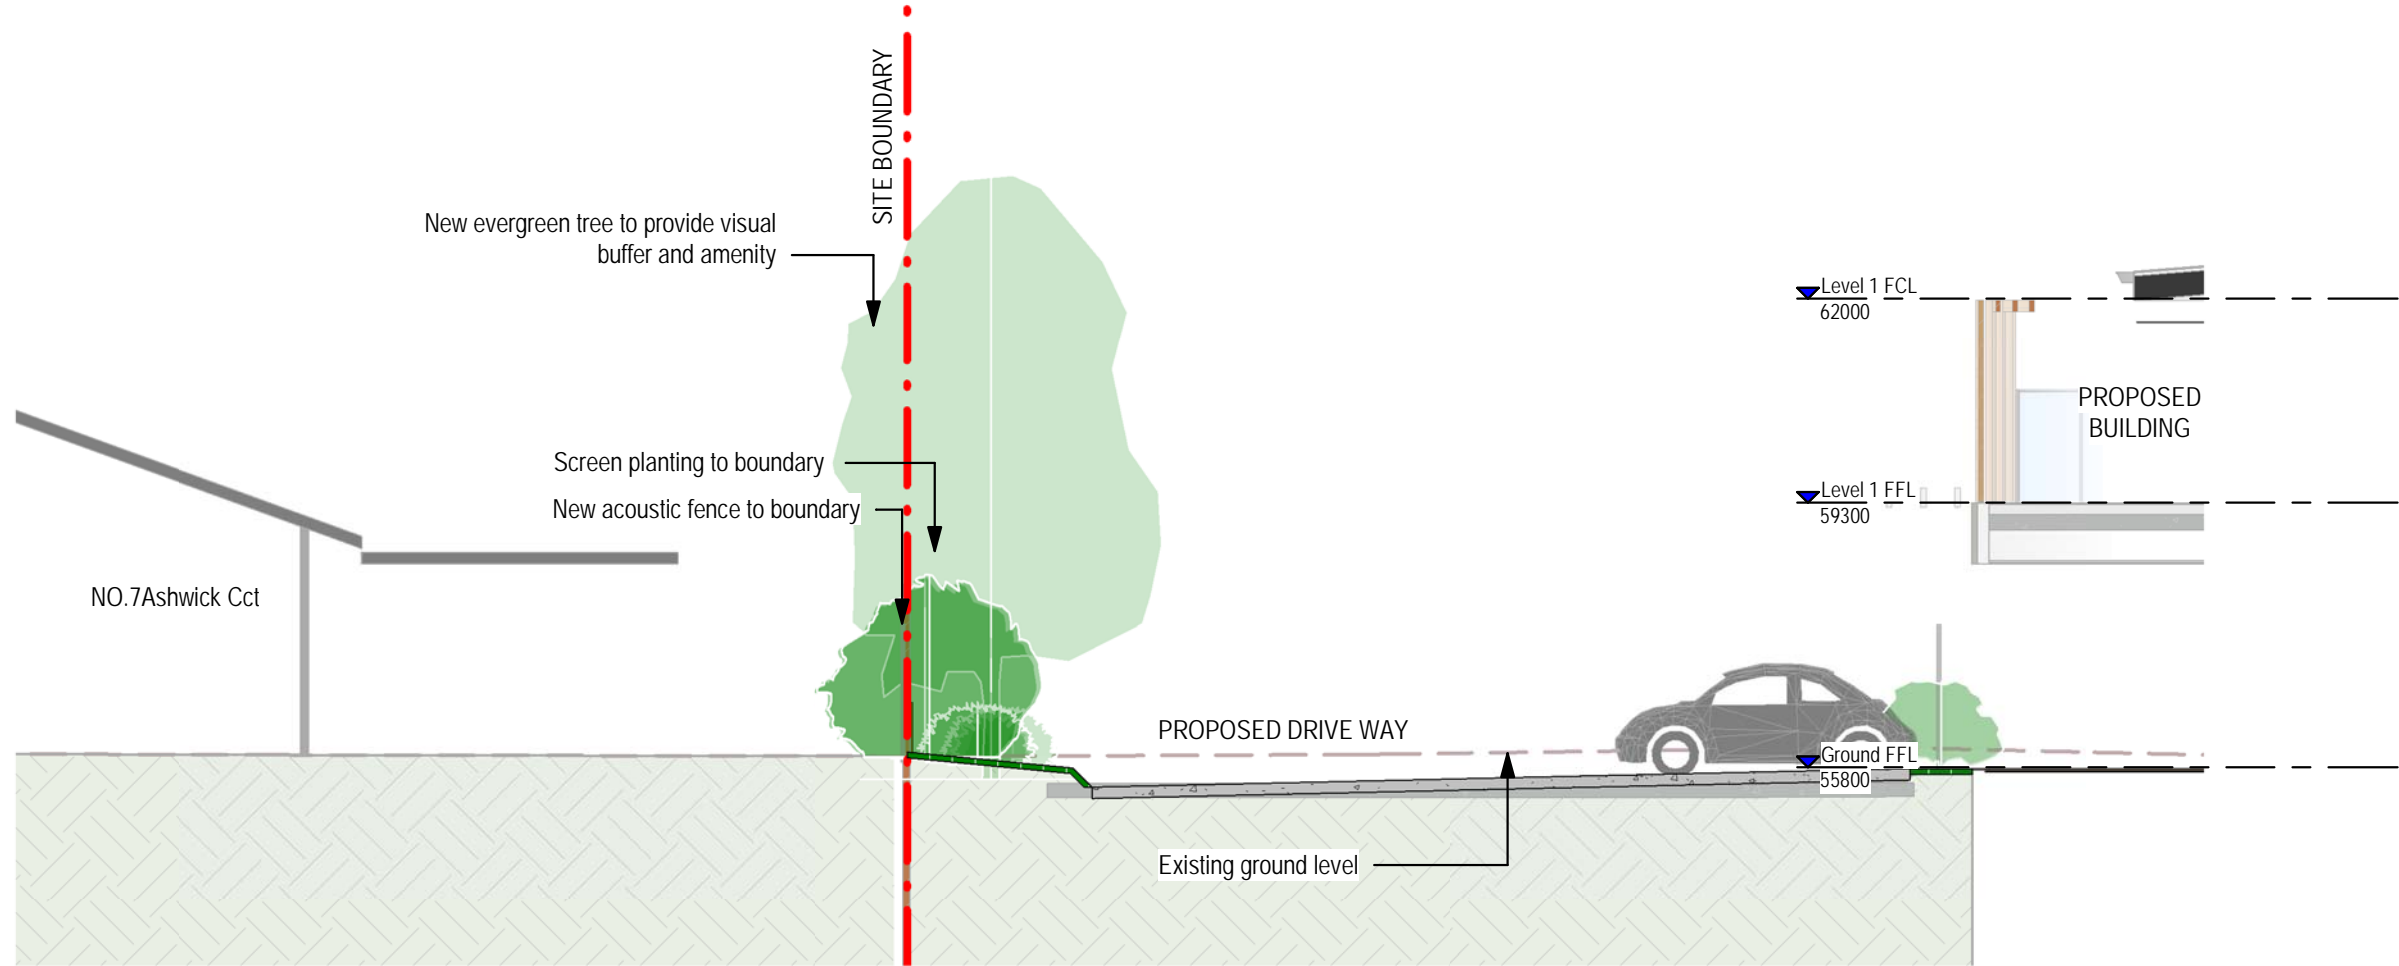 SITE BOUNDARY
New evergreen tree to provide visual
buffer and amenity
Level 1 FCL
62000
PROPOSED
BUILDING
Screen planting to boundary
New acoustic fence to boundary
Level 1 FFL
59300
NO.7Ashwick Cct
PROPOSED DRIVE WAY
Ground FFL
55800
Existing ground level